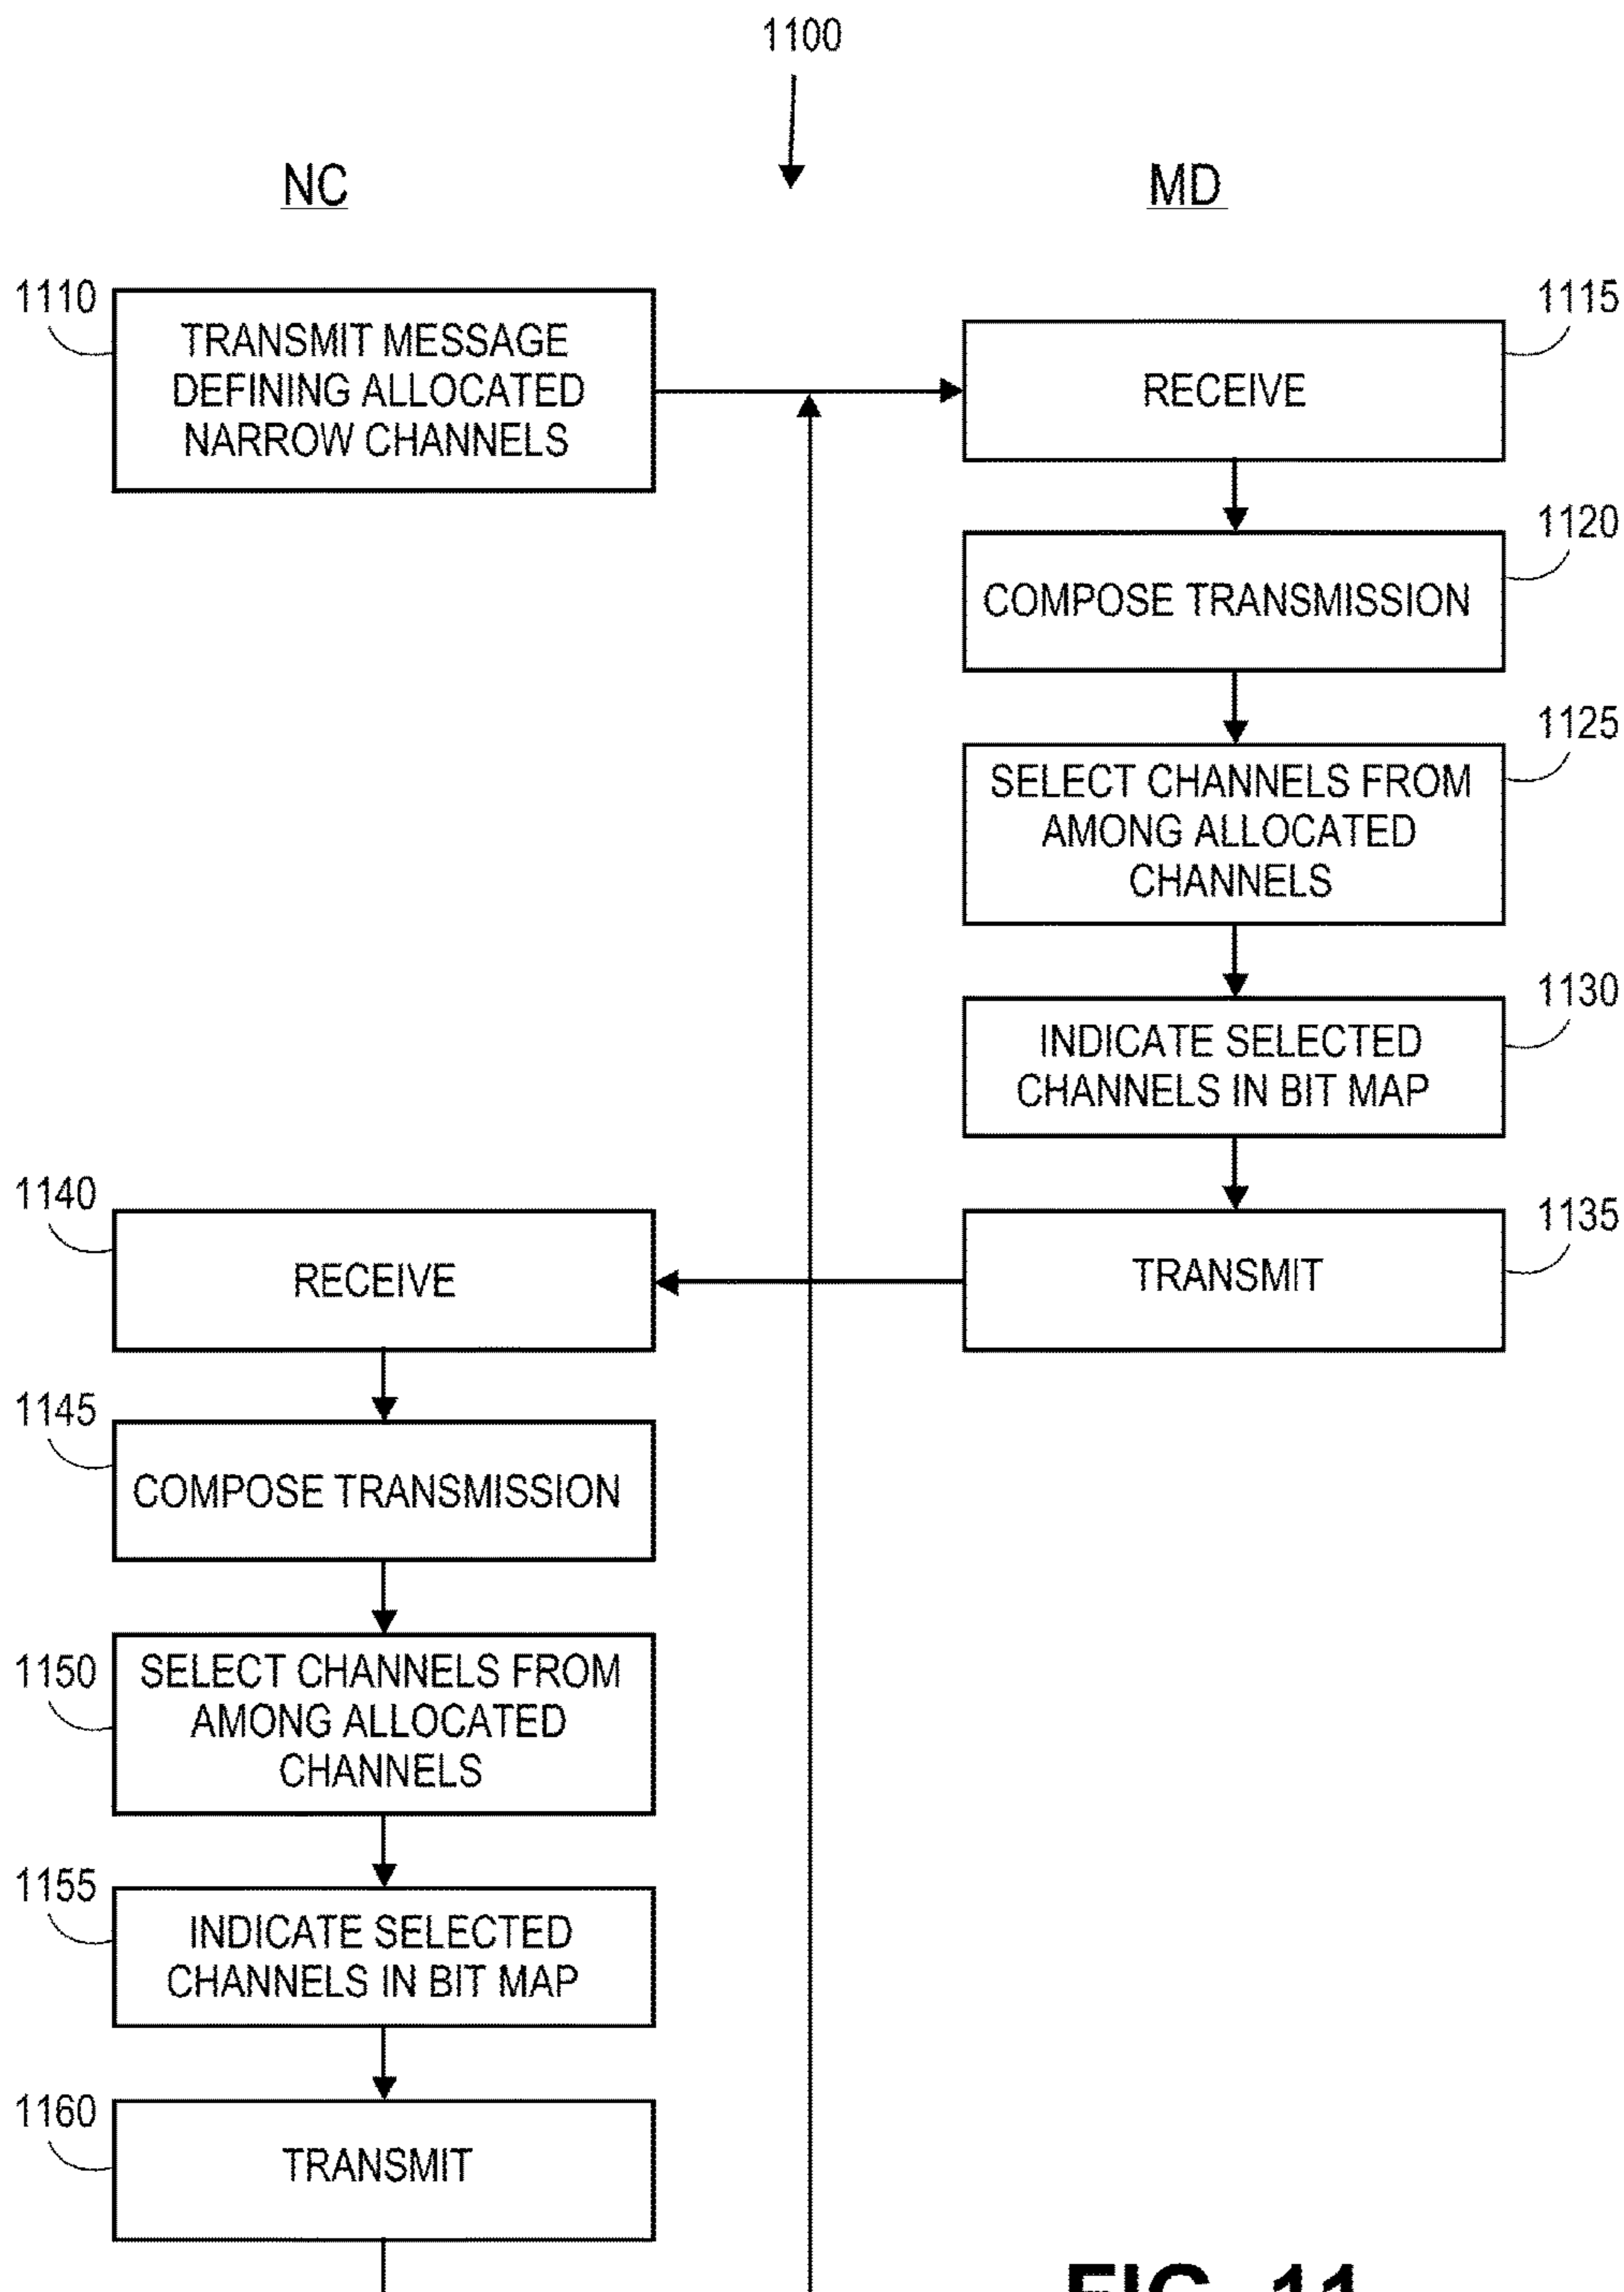 1100
NC
MD
1110
TRANSMIT MESSAGE
DEFINING ALLOCATED
NARROW CHANNELS
1115
RECEIVE
1120
COMPOSE TRANSMISSION
1125
SELECT CHANNELS FROM
AMONG ALLOCATED
CHANNELS
1130
INDICATE SELECTED
CHANNELS IN BIT MAP
1135
TRANSMIT
1140
RECEIVE
1145
COMPOSE TRANSMISSION
1150
SELECT CHANNELS FROM
AMONG ALLOCATED
CHANNELS
1155
INDICATE SELECTED
CHANNELS IN BIT MAP
1160
TRANSMIT
FIG. 11